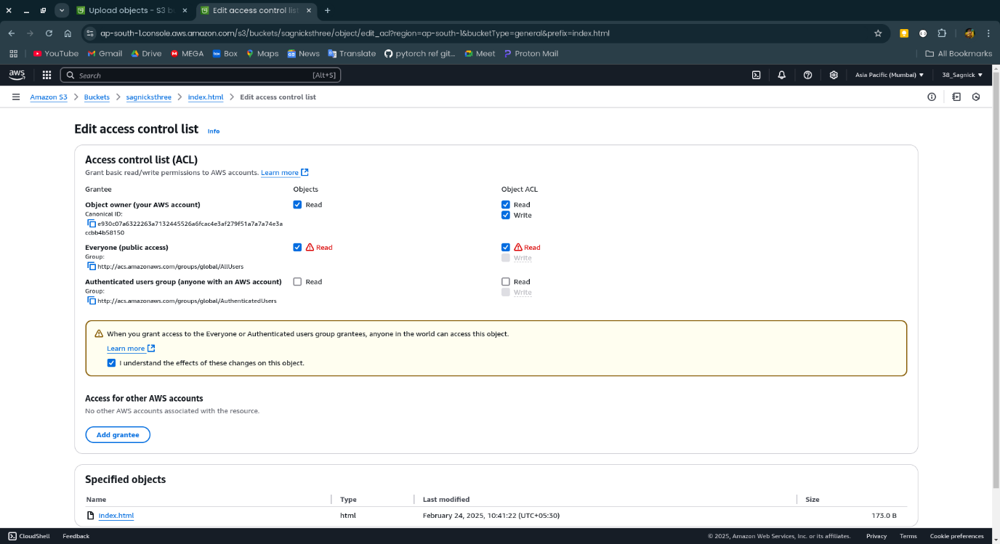 Upload objects - S3 b
Edit access control list
ap-south-1.console.aws.amazon.com/s3/buckets/sagnicksthree/object/edit_acl?region=ap-south-1&bucketType=general&prefix=index.html
YouTube Gmail Drive MEGA box Box Maps News Translate pytorch ref git... Meet Proton Mail All Bookmarks
aws Search [Alt+S] Asia Pacific (Mumbai) 38_Sagnick
Amazon S3 Buckets sagnicksthree index.html Edit access control list
Edit access control list Info
Access control list (ACL)
Grant basic read/write permissions to AWS accounts. Learn more
Grantee Objects Object ACL
Object owner (your AWS account) Read Read
Canonical ID: Write
e930c07a6322263a7132445526a6fcac4e3af279f51a7a7a74e3a
ccbb4b58150
Everyone (public access) Read Read
Group: Write
http://acs.amazonaws.com/groups/global/AllUsers
Authenticated users group (anyone with an AWS account) Read Read
Group: Write
http://acs.amazonaws.com/groups/global/AuthenticatedUsers
When you grant access to the Everyone or Authenticated users group grantees, anyone in the world can access this object.
Learn more
I understand the effects of these changes on this object.
Access for other AWS accounts
No other AWS accounts associated with the resource.
Add grantee
Specified objects
Name Type Last modified Size
index.html html February 24, 2025, 10:41:22 (UTC+05:30) 173.0 B
CloudShell Feedback © 2025, Amazon Web Services, Inc. or its affiliates. Privacy Terms Cookie preferences